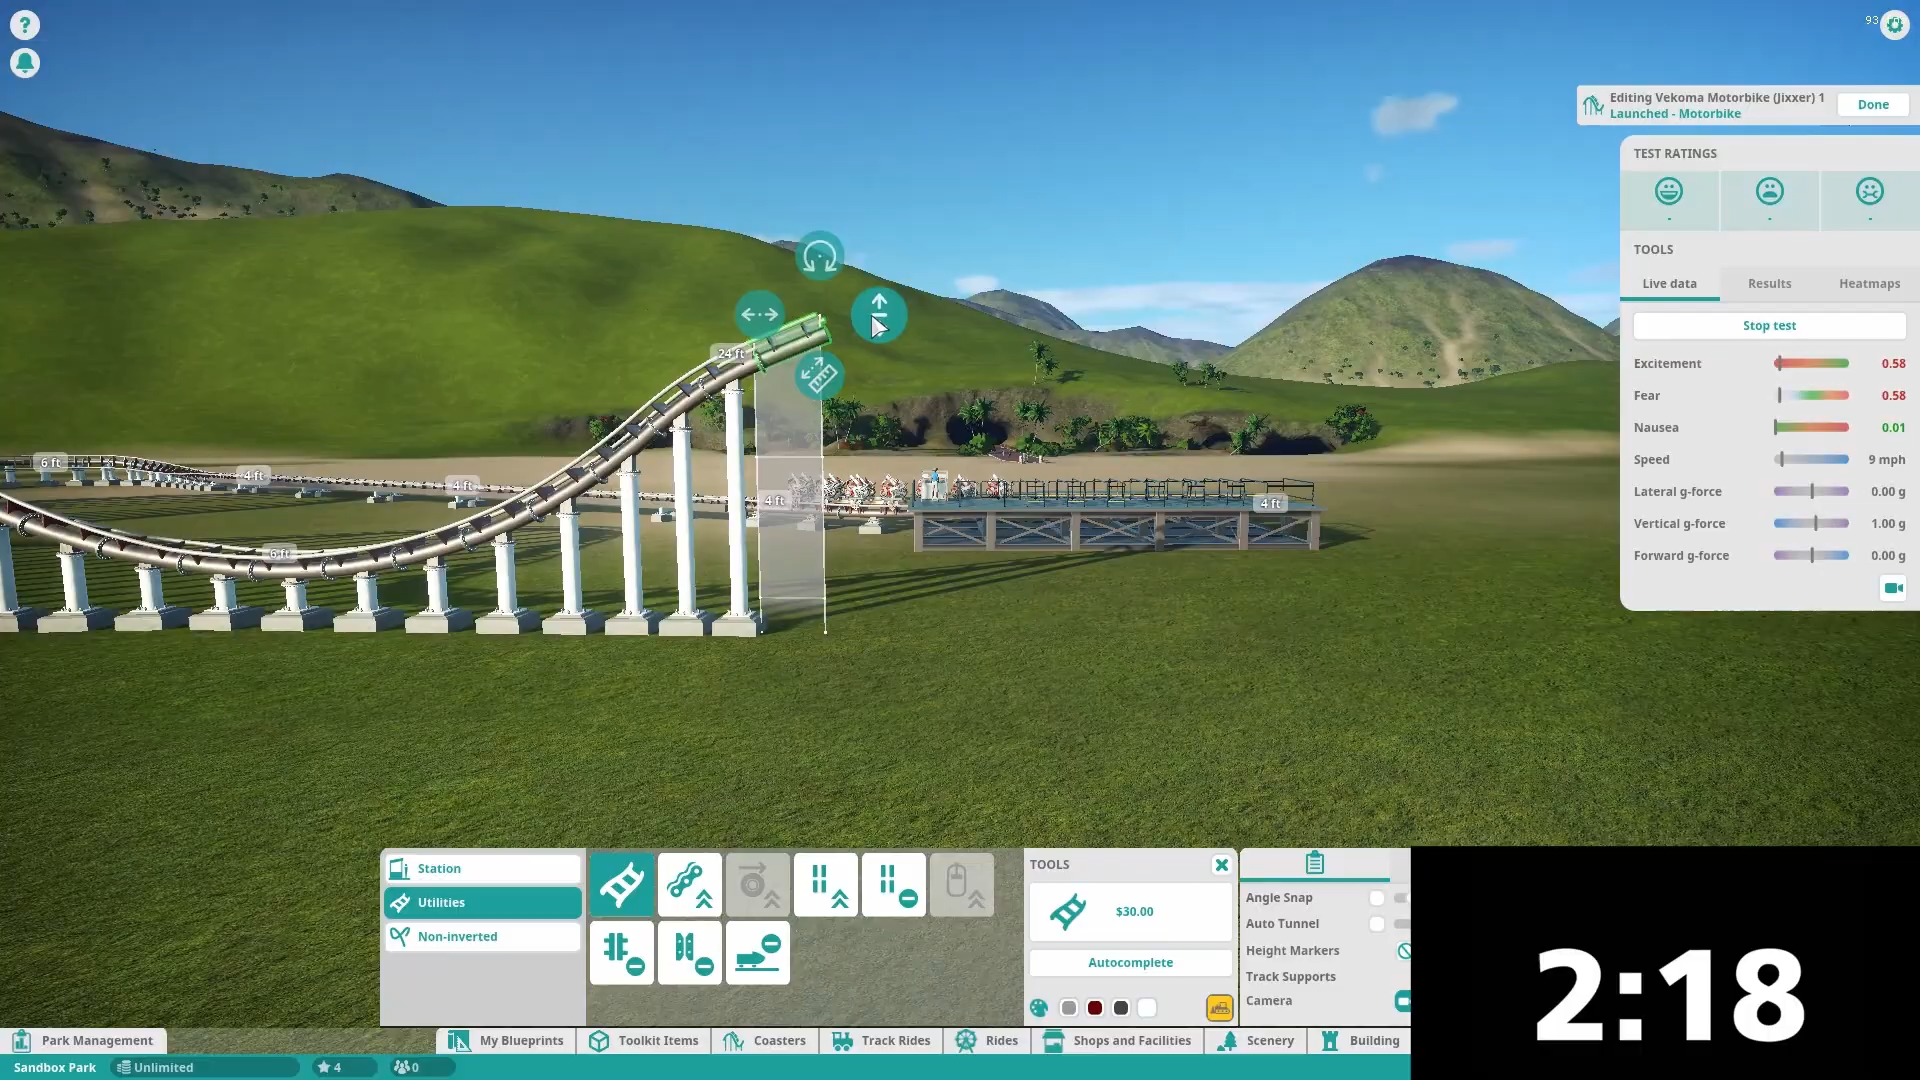 93
Editing Vekoma Motorbike (Jixxer) 1
Launched - Motorbike
Done
TEST RATINGS
-
-
-
TOOLS
Live data
Results
Heatmaps
Stop test
Excitement
0.58
Fear
0.58
Nausea
0.01
Speed
9 mph
Lateral g-force
0.00 g
Vertical g-force
1.00 g
Forward g-force
0.00 g
24 ft
6 ft
4 ft
4 ft
4 ft
4 ft
6 ft
Station
Utilities
Non-inverted
TOOLS
$30.00
Autocomplete
Angle Snap
Auto Tunnel
Height Markers
Track Supports
Camera
2:18
Park Management
My Blueprints
Toolkit Items
Coasters
Track Rides
Rides
Shops and Facilities
Scenery
Building
Sandbox Park
Unlimited
4
0